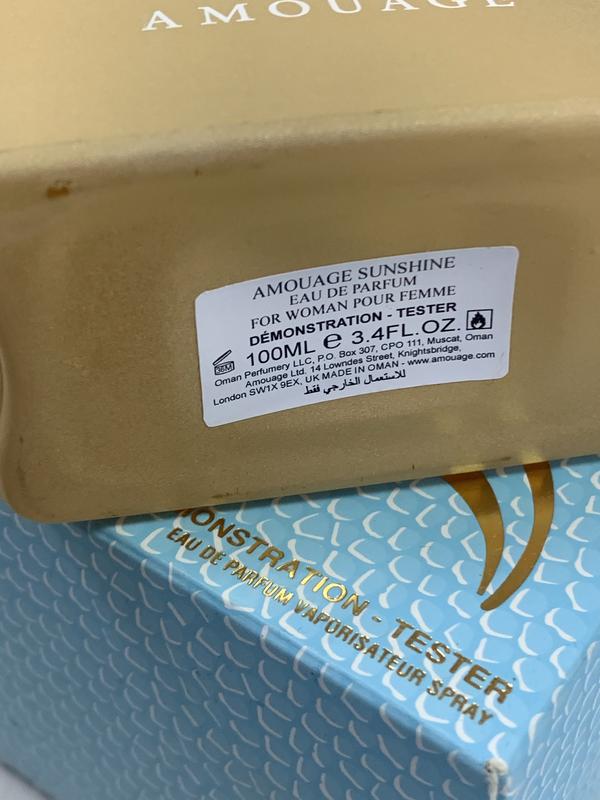 AMOUAGE
AMOUAGE SUNSHINE
EAU DE PARFUM
FOR WOMAN POUR FEMME
DÉMONSTRATION - TESTER
100ML e 3.4FL.OZ.
36M
Oman Perfumery LLC, P.O. Box 307, CPO 111, Muscat, Oman
Amouage Ltd. 14 Lowndes Street, Knightsbridge,
London SW1X 9EX, UK MADE IN OMAN - www.amouage.com
للاستعمال الخارجي فقط
MONSTRATION - TESTER
EAU DE PARFUM VAPORISATEUR SPRAY